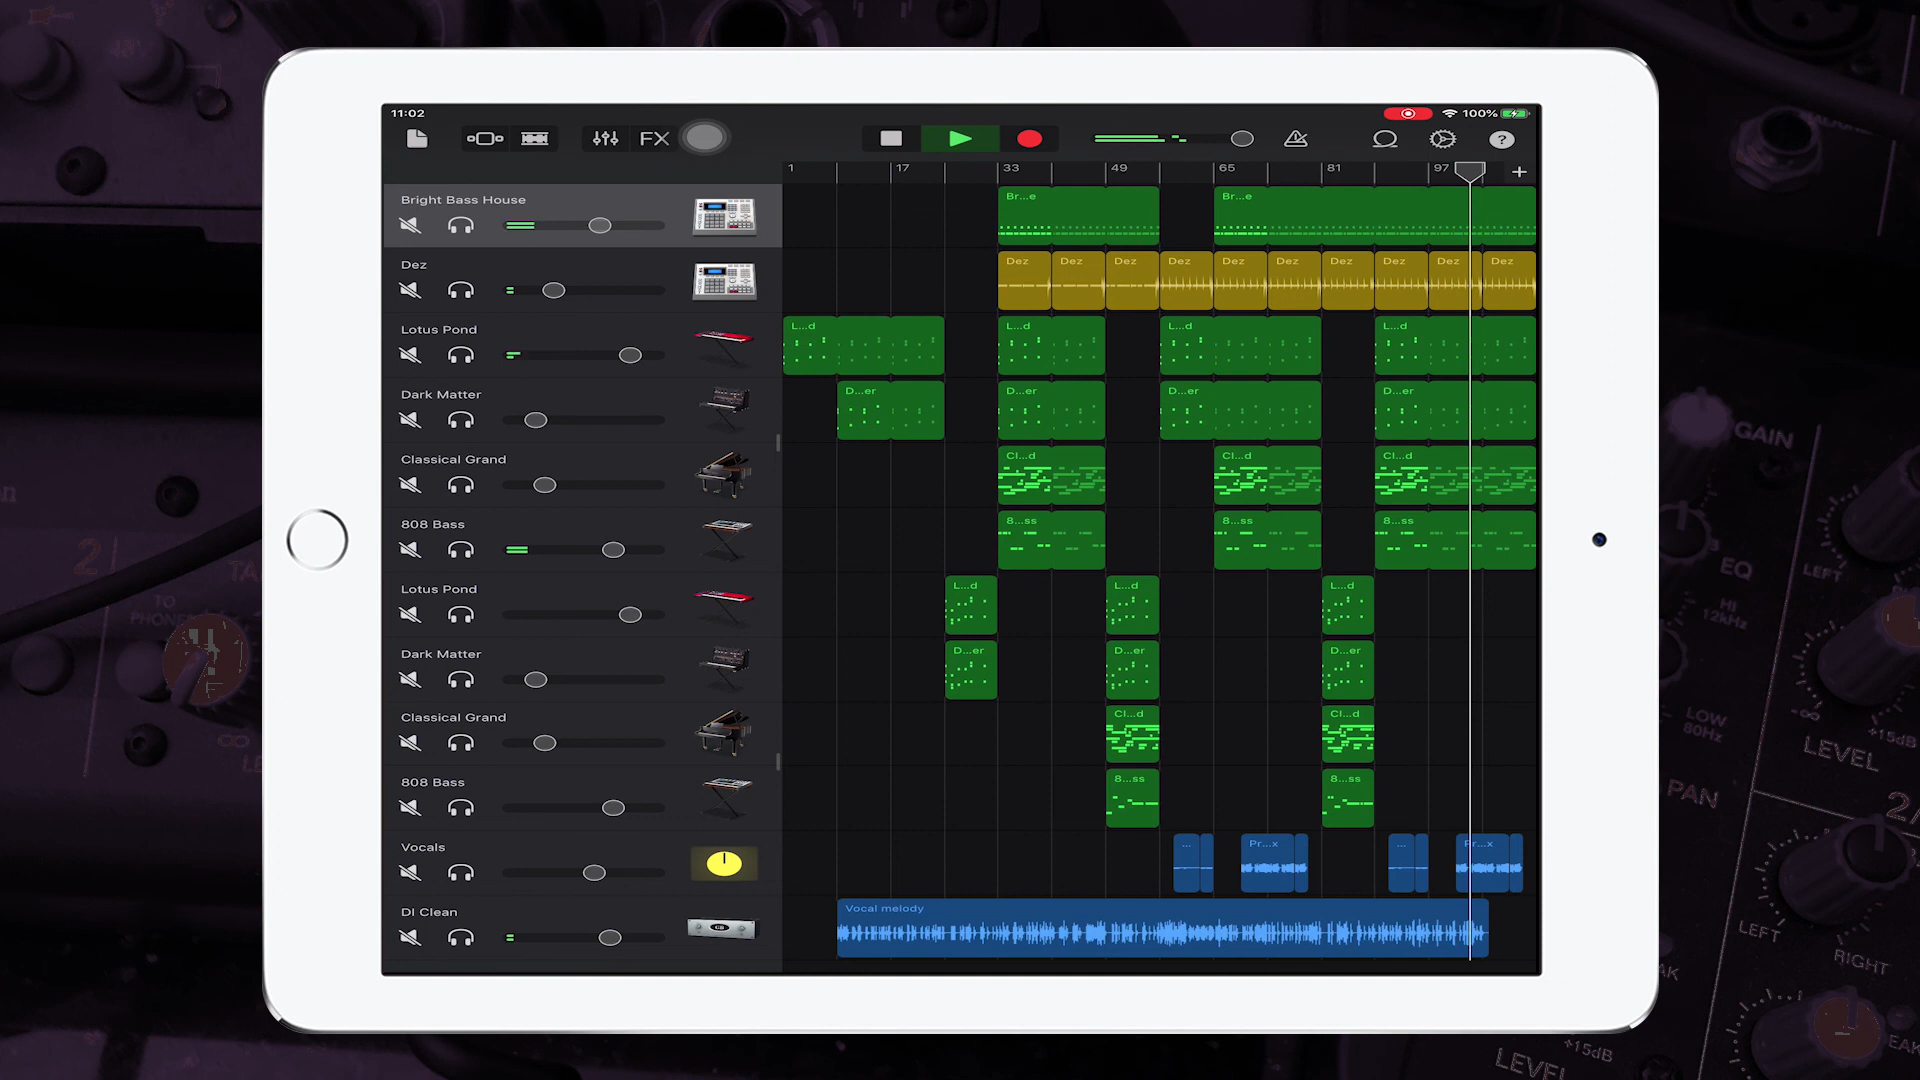 11:02
100%
FX
?
1 17 33 49 65 81 97 +
Bright Bass House
Br...e Br...e
Dez
Dez Dez Dez Dez Dez Dez Dez Dez Dez Dez
Lotus Pond
L...d L...d L...d L...d
Dark Matter
D...er D...er D...er D...er
Classical Grand
Cl...d Cl...d Cl...d
808 Bass
8...ss 8...ss 8...ss
Lotus Pond
L...d L...d L...d
Dark Matter
D...er D...er D...er
Classical Grand
Cl...d Cl...d
808 Bass
8...ss 8...ss
Vocals
... Pr...x ... Pr...x
DI Clean
Vocal melody
2
TO
PHONE
GAIN
EQ
HI
12kHz
LOW
80Hz
PAN
LEFT
-∞
+15dB
LEVEL
2/
LEFT
RIGHT
+15dB
LEVEL